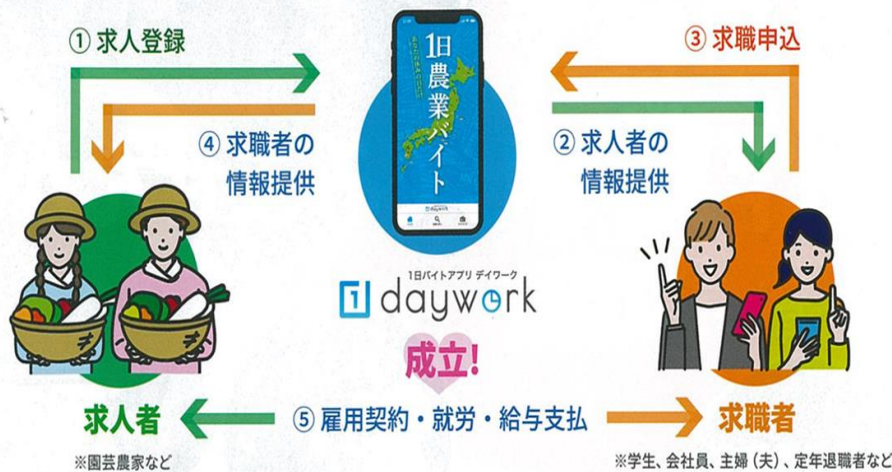 ① 求人登録
③ 求職申込
1日農業バイト
④ 求職者の
情報提供
② 求人者の
情報提供
daywork
1日バイトアプリ デイワーク
1 daywork
成立!
求人者
⑤ 雇用契約・就労・給与支払
求職者
※園芸農家など
※学生、会社員、主婦（夫）、定年退職者など